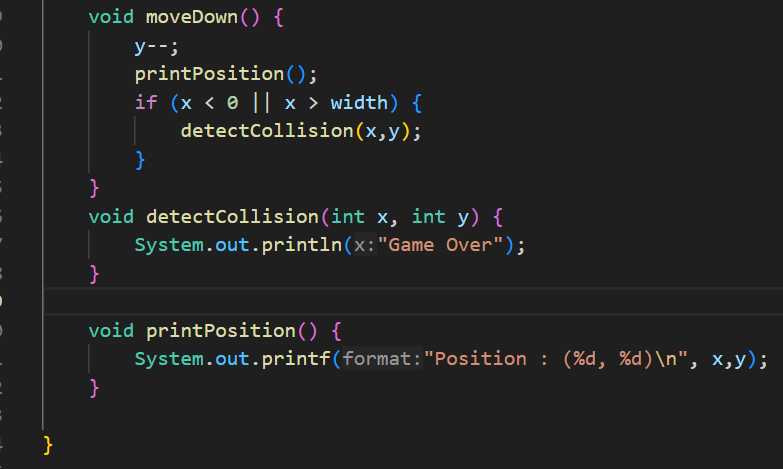 void moveDown() {
y--;
printPosition();
if (x < 0 || x > width) {
detectCollision(x,y);
}
}
void detectCollision(int x, int y) {
System.out.println(x:"Game Over");
}
void printPosition() {
System.out.printf(format:"Position : (%d, %d)\n", x,y);
}
}